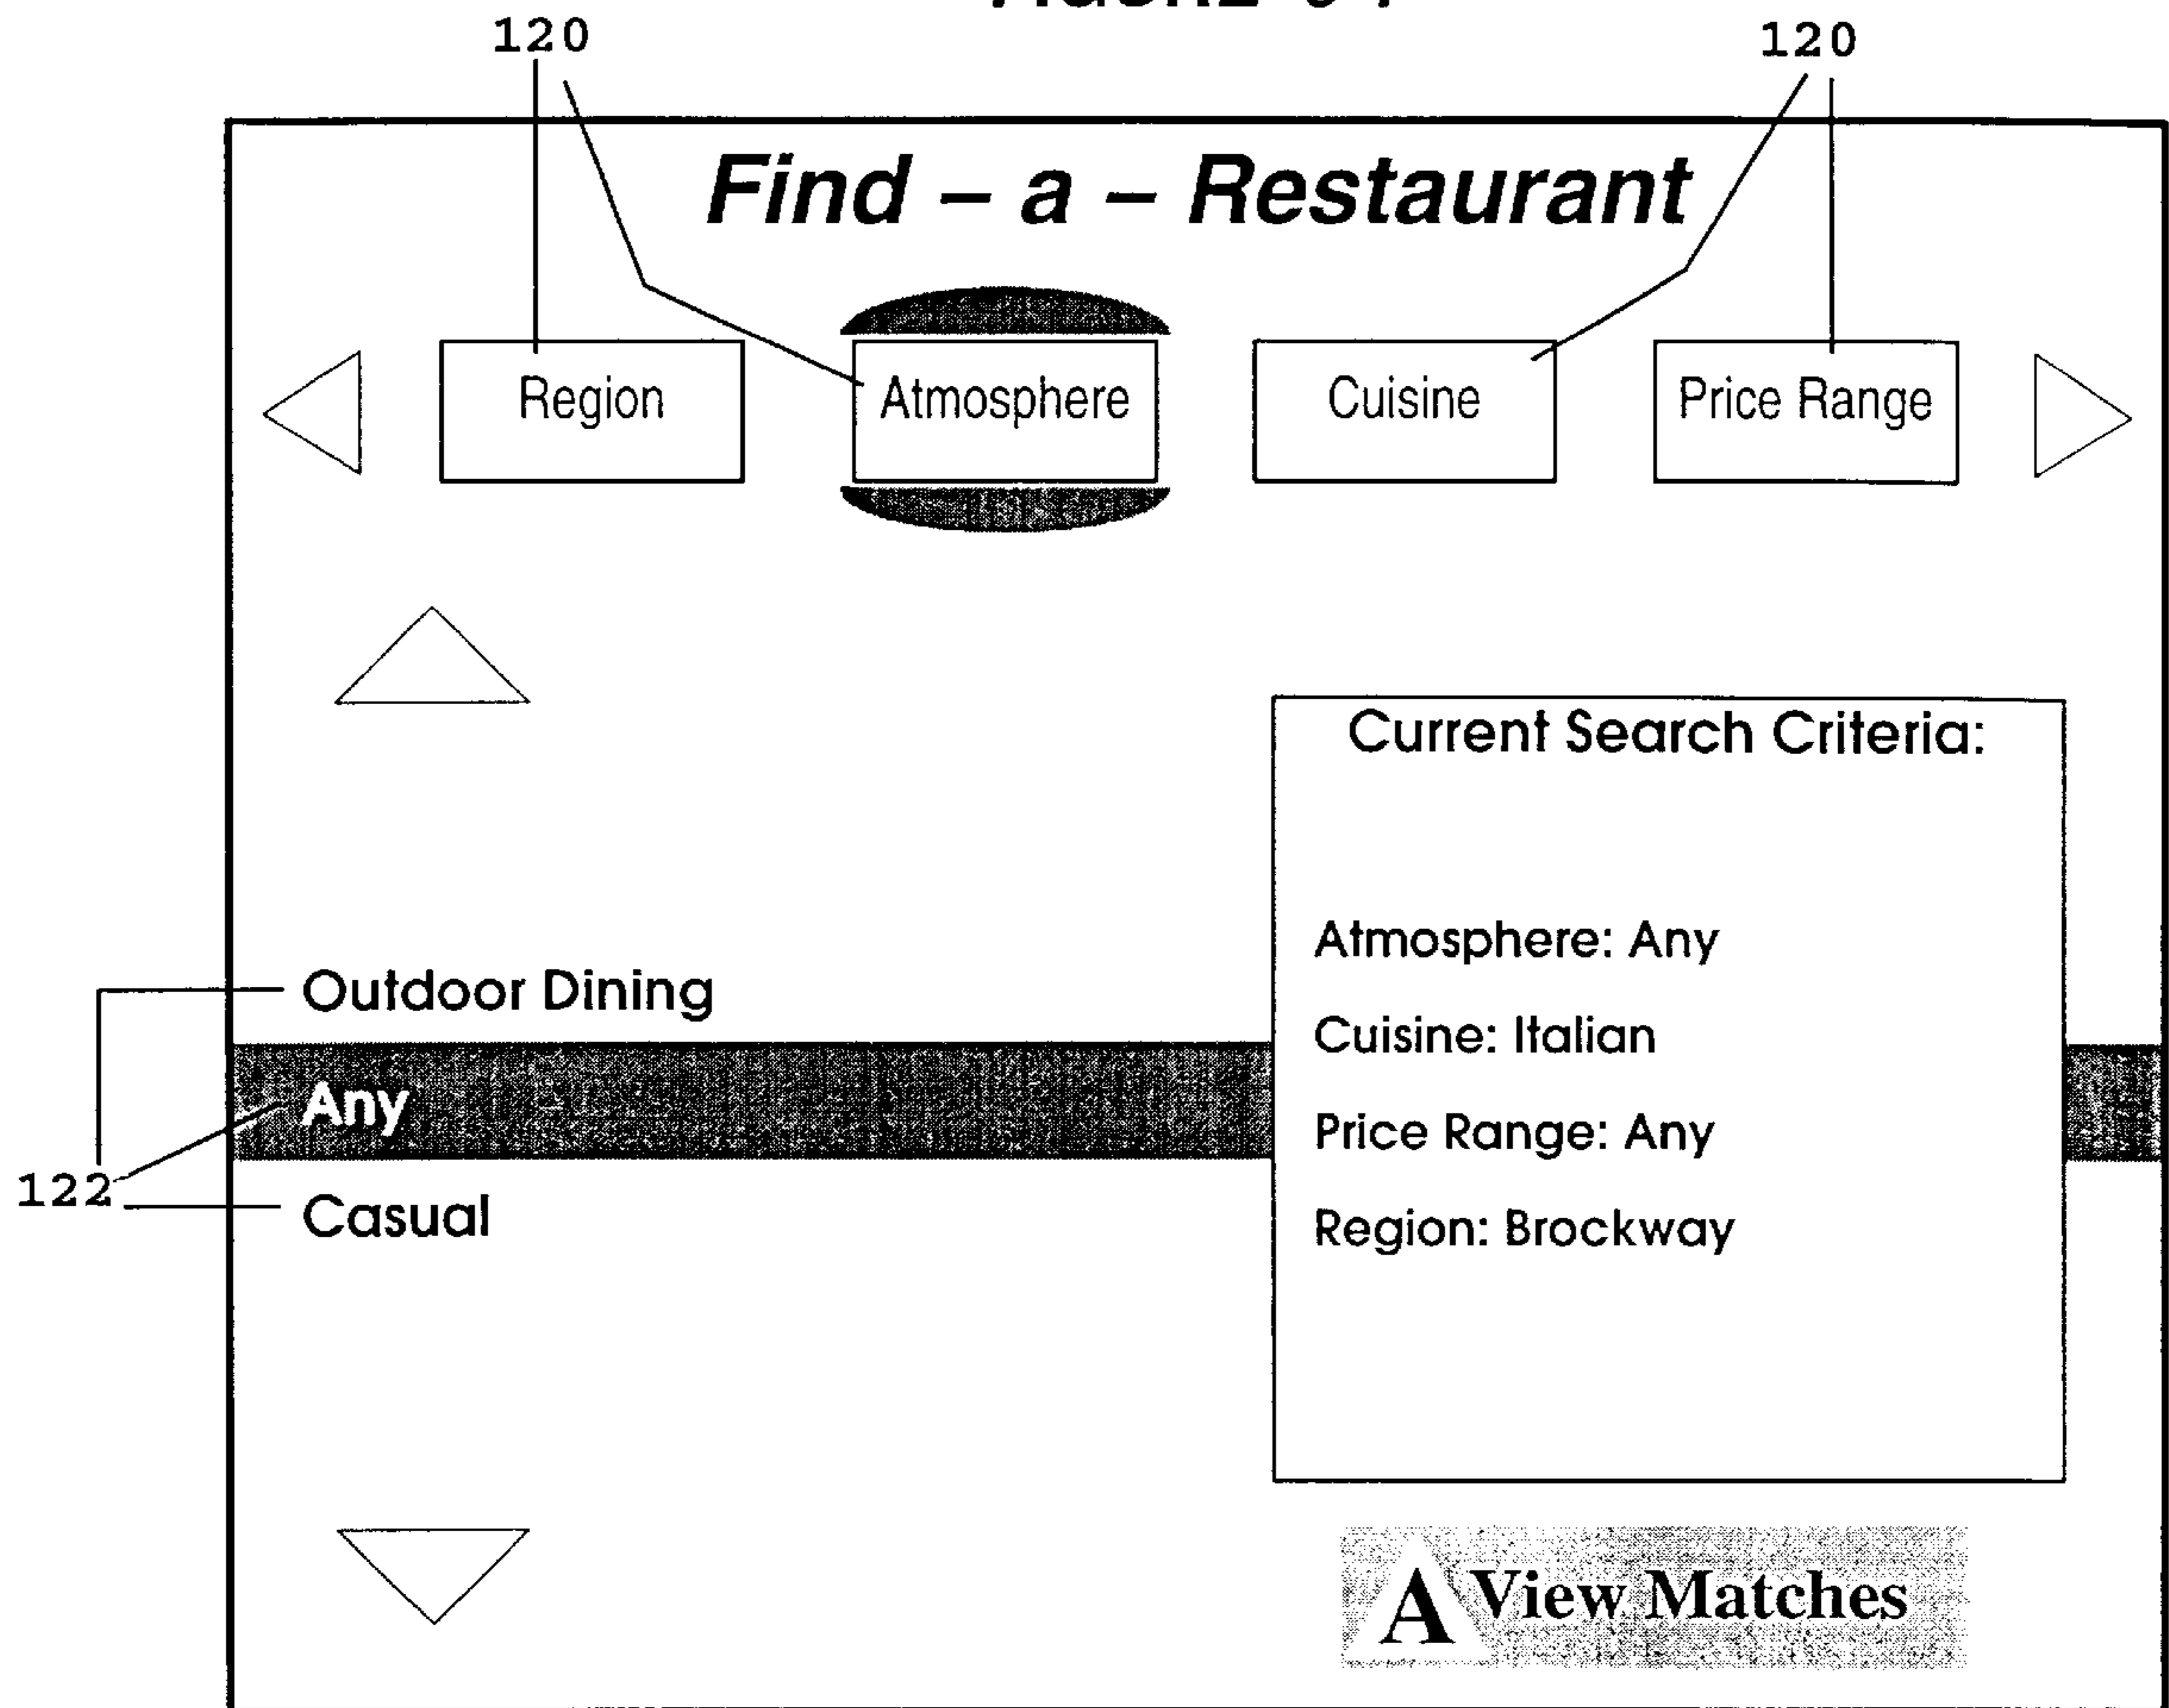 120 120
Find – a – Restaurant
Region Atmosphere Cuisine Price Range
Current Search Criteria:
Atmosphere: Any
Outdoor Dining
Cuisine: Italian
Any
Price Range: Any
122
Casual
Region: Brockway
A View Matches